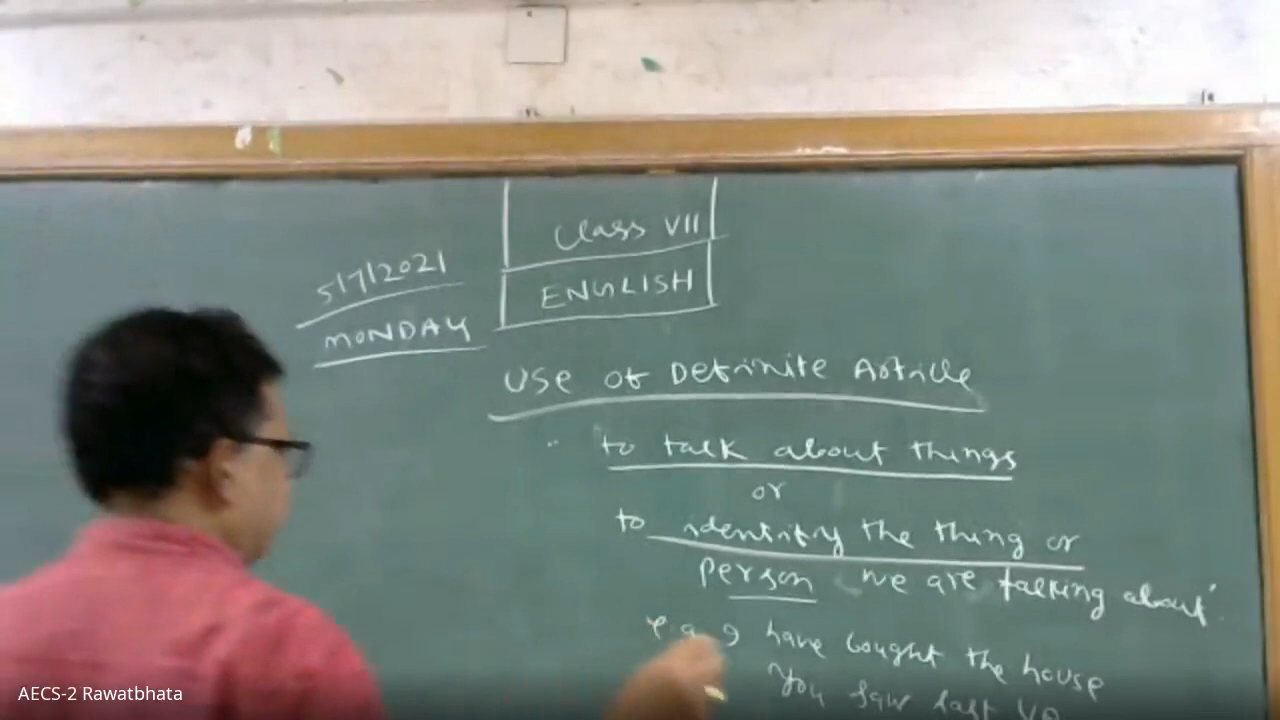 Class VII
5/7/2021
ENGLISH
MONDAY
Use of Definite Article
to talk about things
or
to identify the thing or
person we are talking about.
e.g. I have bought the house
You saw last
AECS-2 Rawatbhata